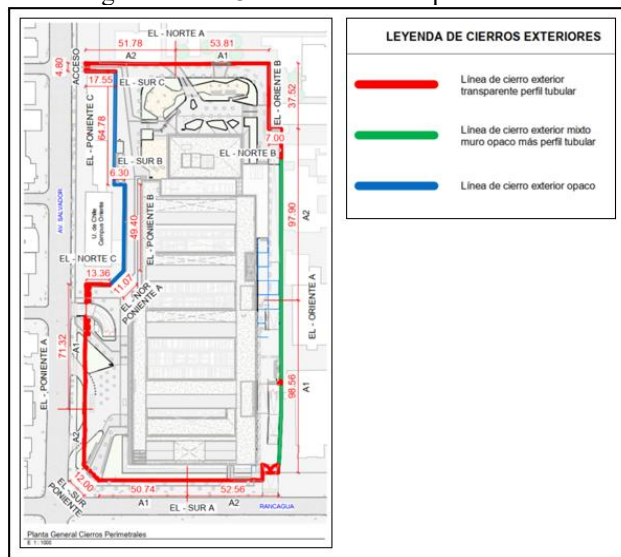 EL - NORTE A
51.78
53.81
A2
A1
4.80
ACCESO
17.55
EL - SUR C
EL - ORIENTE B
37.52
EL - PONIENTE C
64.78
7.00
EL - NORTE B
EL - SUR B
6.30
AV. SALVADOR
U. de Chile
Campus Oriente
49.40
EL - PONIENTE B
A2
97.90
EL - NORTE C
13.36
11.07
EL - NOR
PONIENTE A
EL - ORIENTE A
71.32
A1
EL - PONIENTE A
A2
98.56
A1
12.00
EL - SUR
PONIENTE
50.74
52.56
A1
EL - SUR A
A2
RANCAGUA
Planta General Cierros Perimetrales
E 1 : 1000
LEYENDA DE CIERROS EXTERIORES
Línea de cierro exterior
transparente perfil tubular
Línea de cierro exterior mixto
muro opaco más perfil tubular
Línea de cierro exterior opaco